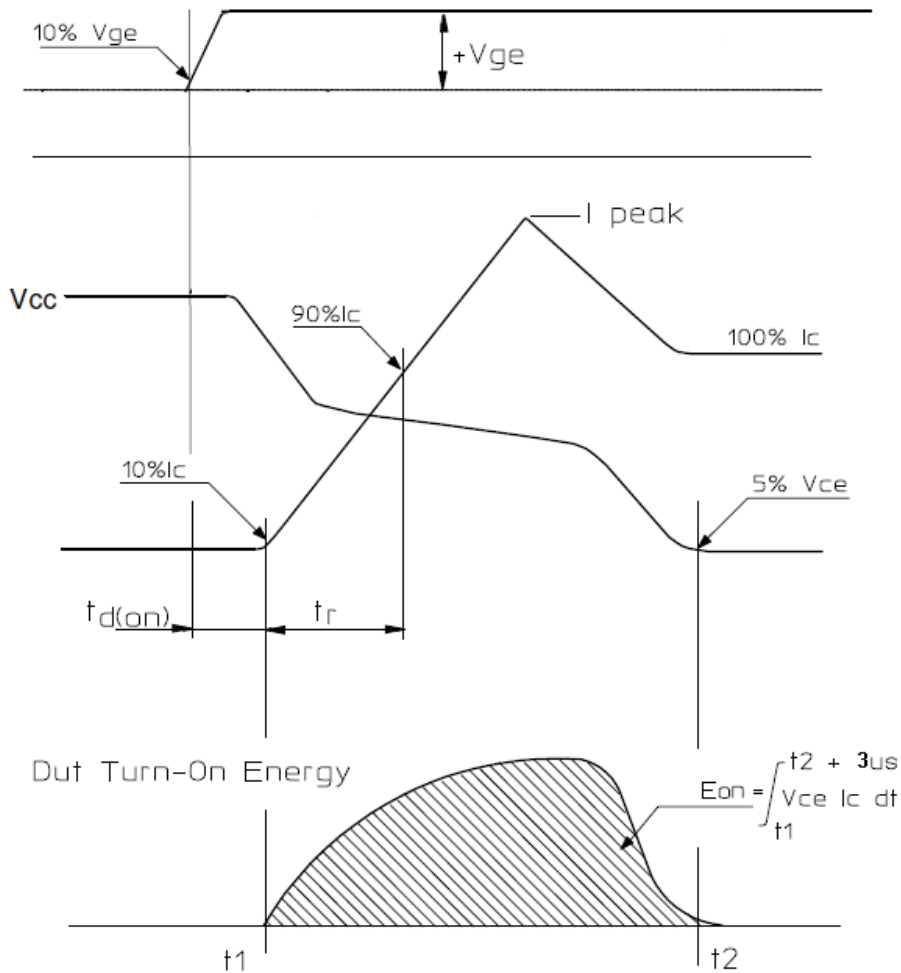 10% Vge
+Vge
I peak
Vcc
90%Ic
100% Ic
10%Ic
5% Vce
td(on)
tr
Dut Turn-On Energy
t2 + 3us
Eon = ∫ Vce Ic dt
t1
t1
t2